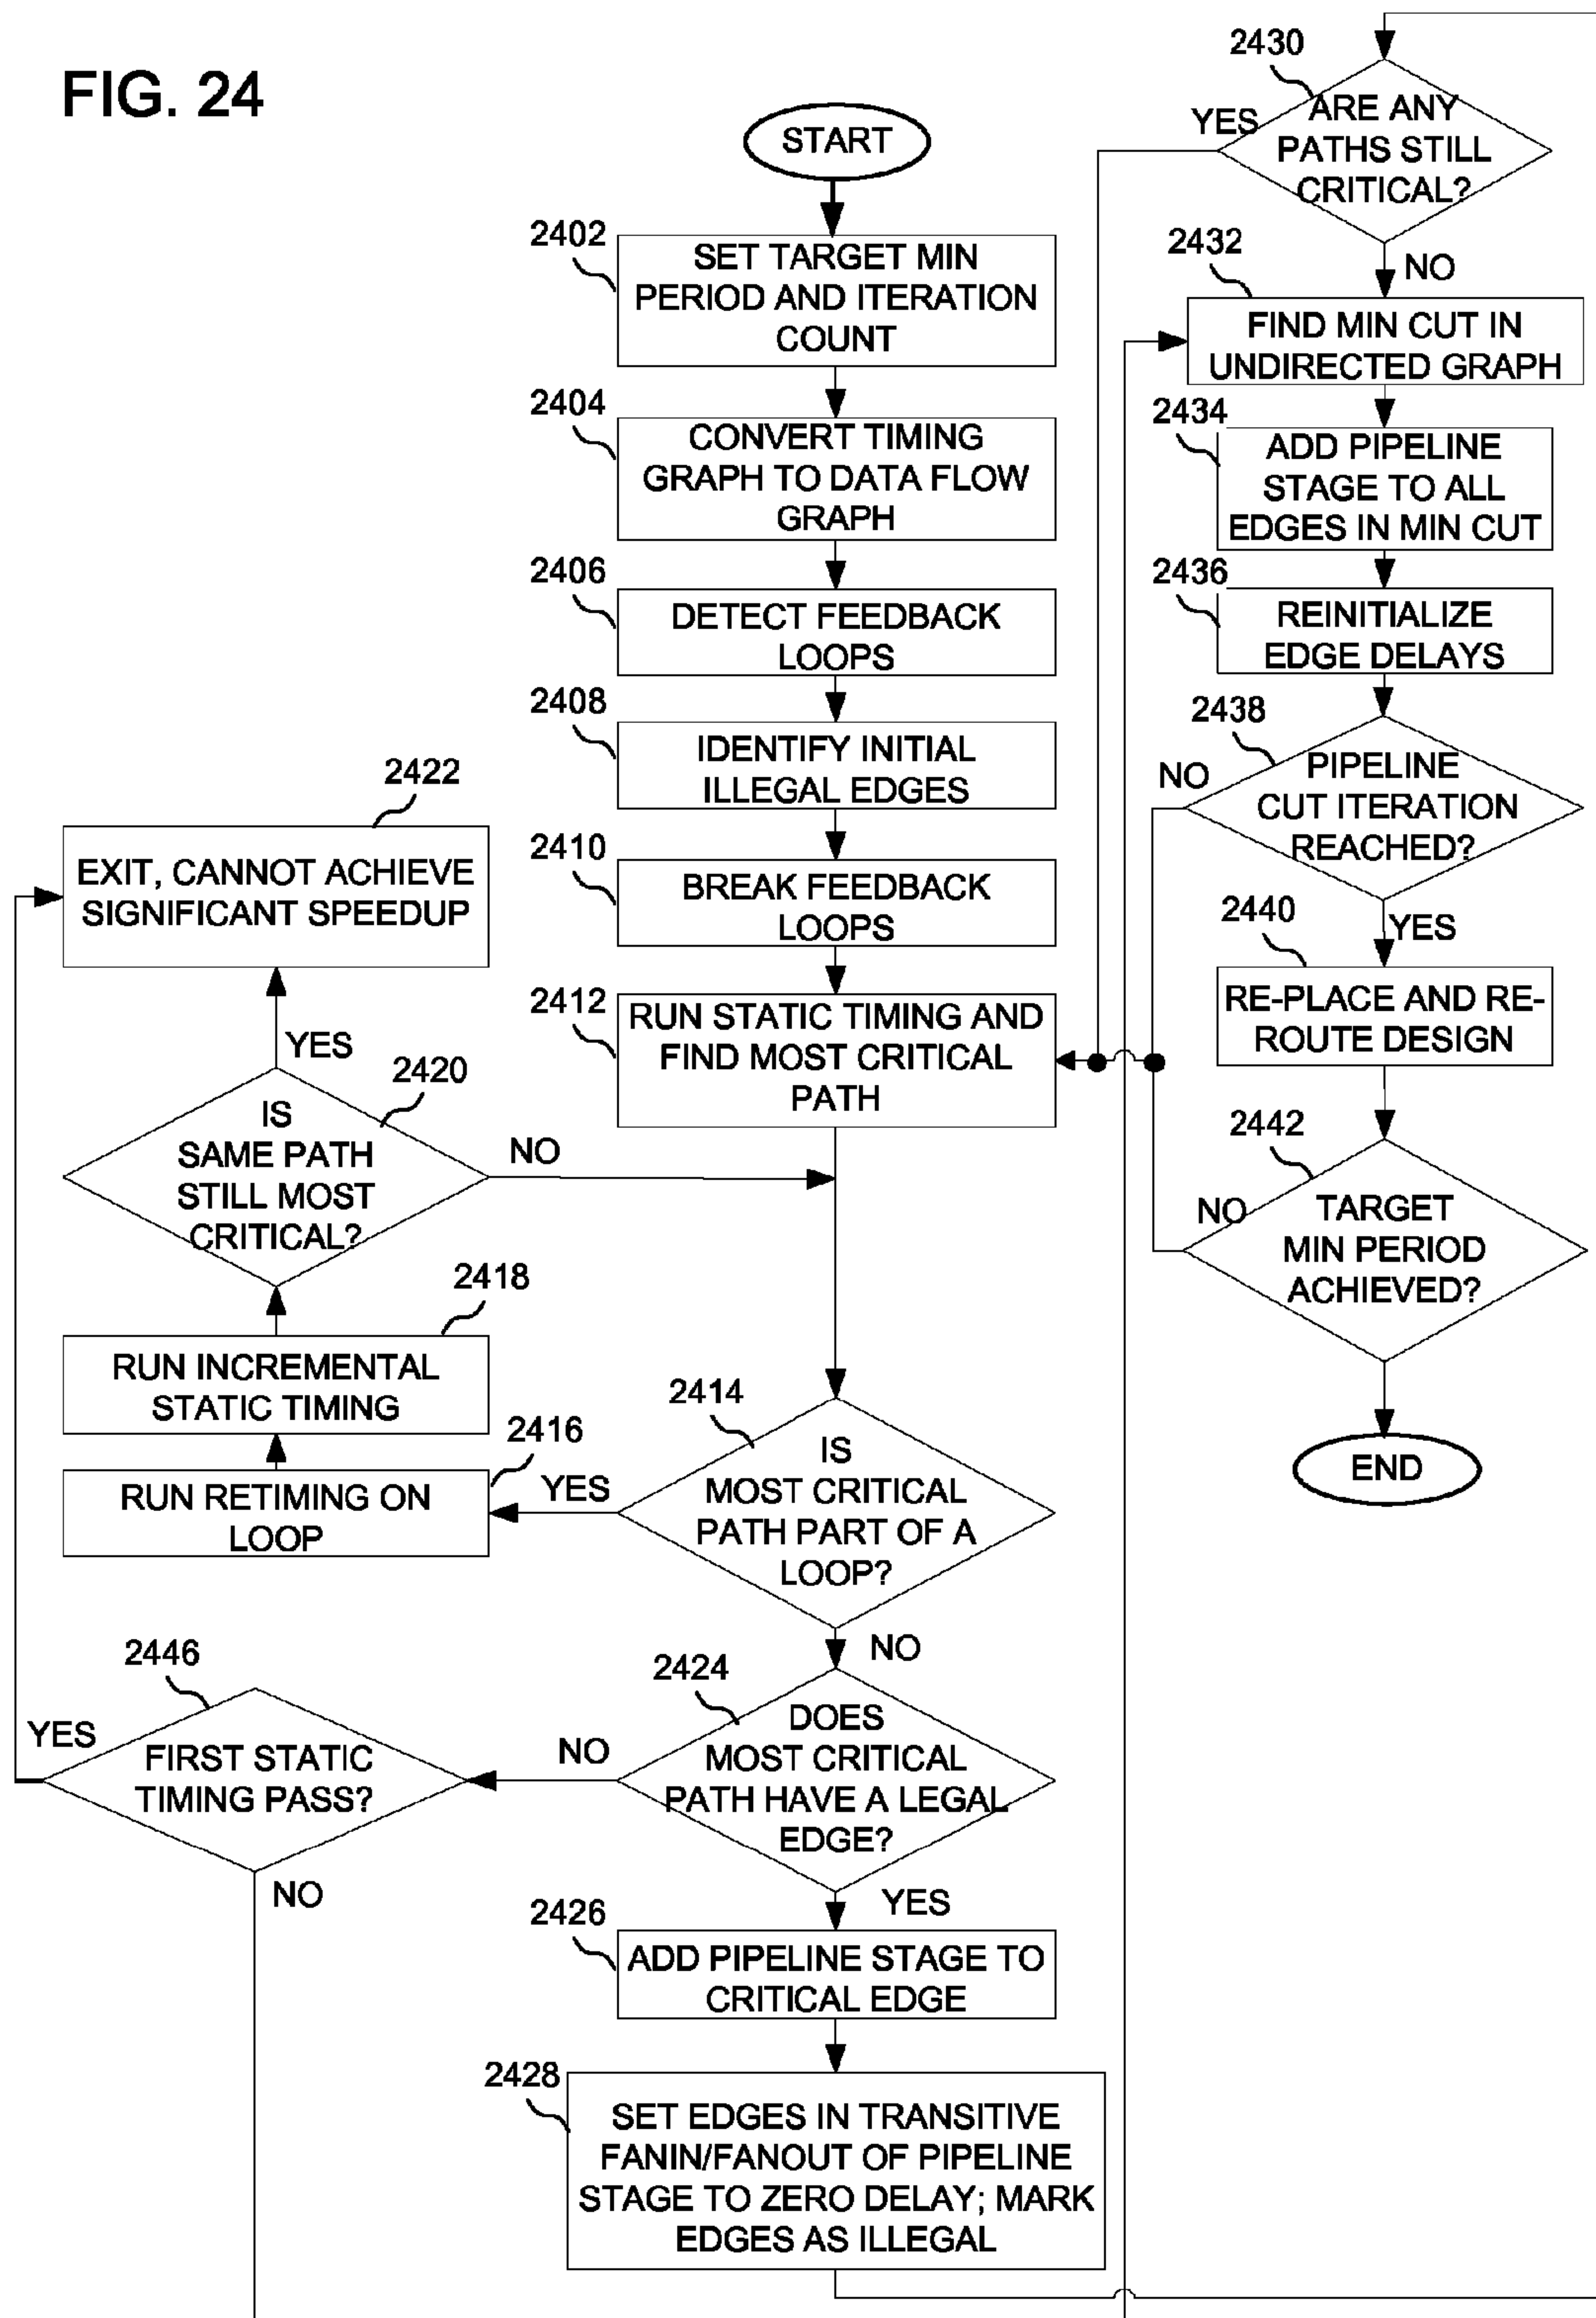 FIG. 24
START
2402
SET TARGET MIN
PERIOD AND ITERATION
COUNT
2404
CONVERT TIMING
GRAPH TO DATA FLOW
GRAPH
2406
DETECT FEEDBACK
LOOPS
2408
IDENTIFY INITIAL
ILLEGAL EDGES
2410
BREAK FEEDBACK
LOOPS
2412
RUN STATIC TIMING AND
FIND MOST CRITICAL
PATH
2414
IS
MOST CRITICAL
PATH PART OF A
LOOP?
YES
NO
2416
RUN RETIMING ON
LOOP
2418
RUN INCREMENTAL
STATIC TIMING
2420
IS
SAME PATH
STILL MOST
CRITICAL?
YES
NO
2422
EXIT, CANNOT ACHIEVE
SIGNIFICANT SPEEDUP
2424
DOES
MOST CRITICAL
PATH HAVE A LEGAL
EDGE?
NO
YES
2446
FIRST STATIC
TIMING PASS?
YES
NO
2426
ADD PIPELINE STAGE TO
CRITICAL EDGE
2428
SET EDGES IN TRANSITIVE
FANIN/FANOUT OF PIPELINE
STAGE TO ZERO DELAY; MARK
EDGES AS ILLEGAL
2430
ARE ANY
PATHS STILL
CRITICAL?
YES
NO
2432
FIND MIN CUT IN
UNDIRECTED GRAPH
2434
ADD PIPELINE
STAGE TO ALL
EDGES IN MIN CUT
2436
REINITIALIZE
EDGE DELAYS
2438
PIPELINE
CUT ITERATION
REACHED?
NO
YES
2440
RE-PLACE AND RE-
ROUTE DESIGN
2442
TARGET
MIN PERIOD
ACHIEVED?
NO
END